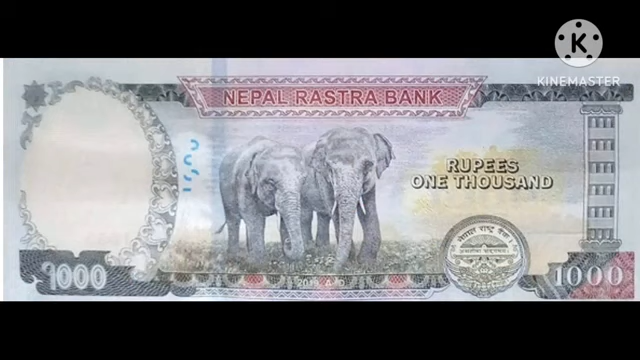 KINEMASTER
NEPAL RASTRA BANK
RUPEES
ONE THOUSAND
नेपाल राष्ट्र बैंक
1000
1000